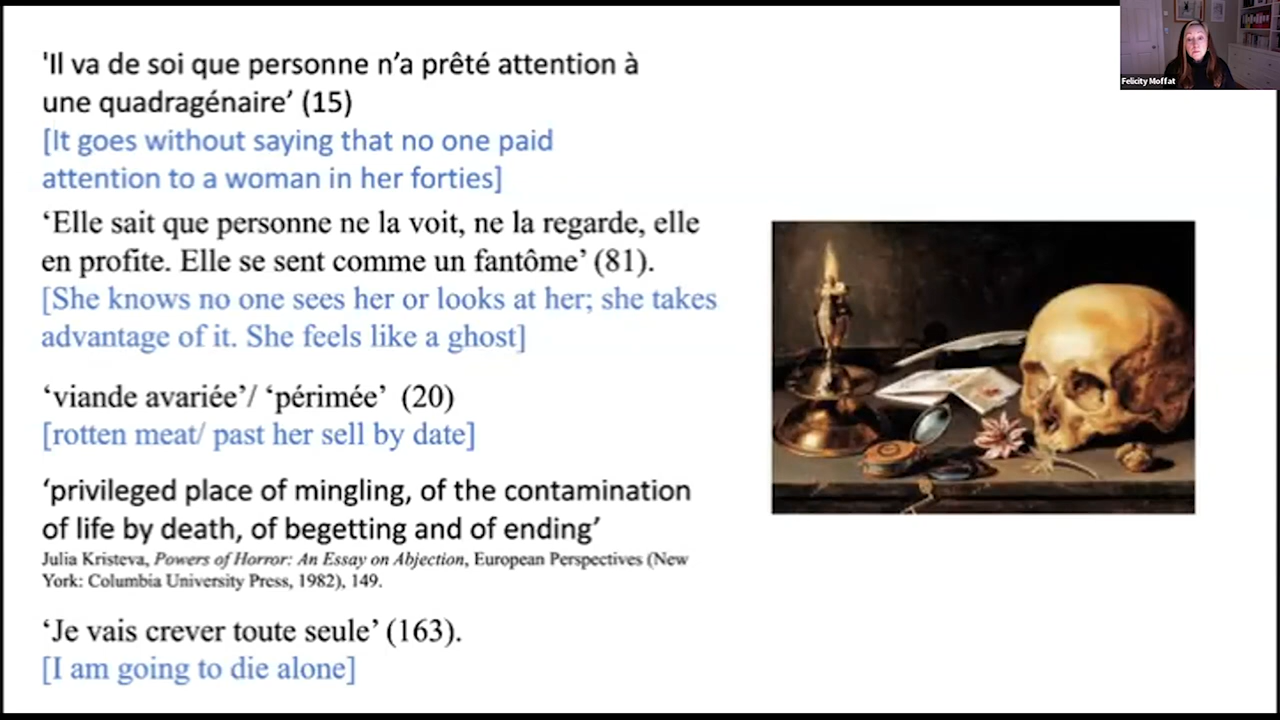 'Il va de soi que personne n’a prêté attention à
une quadragénaire’ (15)
[It goes without saying that no one paid
attention to a woman in her forties]
‘Elle sait que personne ne la voit, ne la regarde, elle
en profite. Elle se sent comme un fantôme’ (81).
[She knows no one sees her or looks at her; she takes
advantage of it. She feels like a ghost]
‘viande avariée’/ ‘périmée’ (20)
[rotten meat/ past her sell by date]
‘privileged place of mingling, of the contamination
of life by death, of begetting and of ending’
Julia Kristeva, Powers of Horror: An Essay on Abjection, European Perspectives (New
York: Columbia University Press, 1982), 149.
‘Je vais crever toute seule’ (163).
[I am going to die alone]
Felicity Moffat